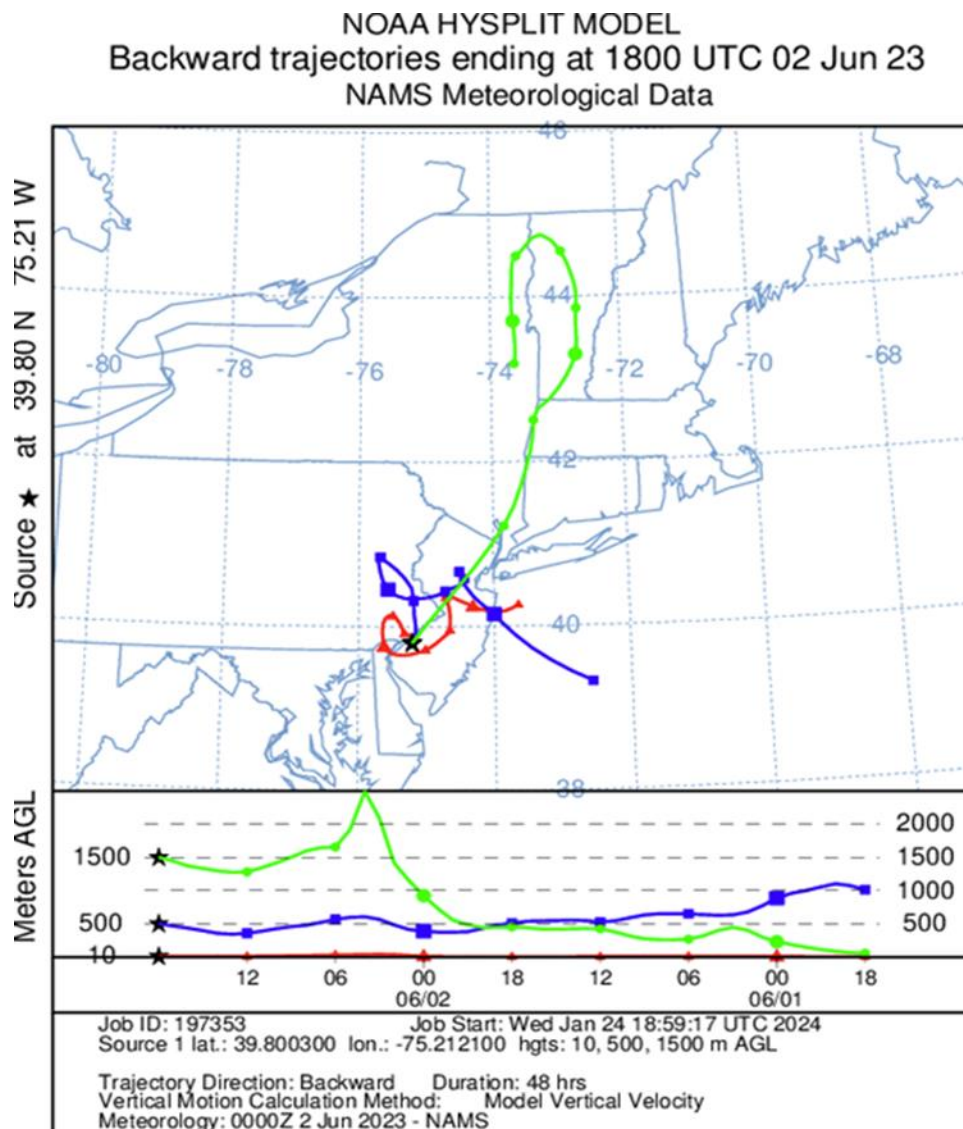 NOAA HYSPLIT MODEL
Backward trajectories ending at 1800 UTC 02 Jun 23
NAMS Meteorological Data
Source ★ at 39.80 N 75.21 W
48
44
-80 -78 -76 -74 -72 -70 -68
42
40
38
Meters AGL
2000
1500 1500
1000
500 500
10
12 06 00 18 12 06 00 18
06/02 06/01
Job ID: 197353 Job Start: Wed Jan 24 18:59:17 UTC 2024
Source 1 lat.: 39.800300 lon.: -75.212100 hgts: 10, 500, 1500 m AGL
Trajectory Direction: Backward Duration: 48 hrs
Vertical Motion Calculation Method: Model Vertical Velocity
Meteorology: 0000Z 2 Jun 2023 - NAMS